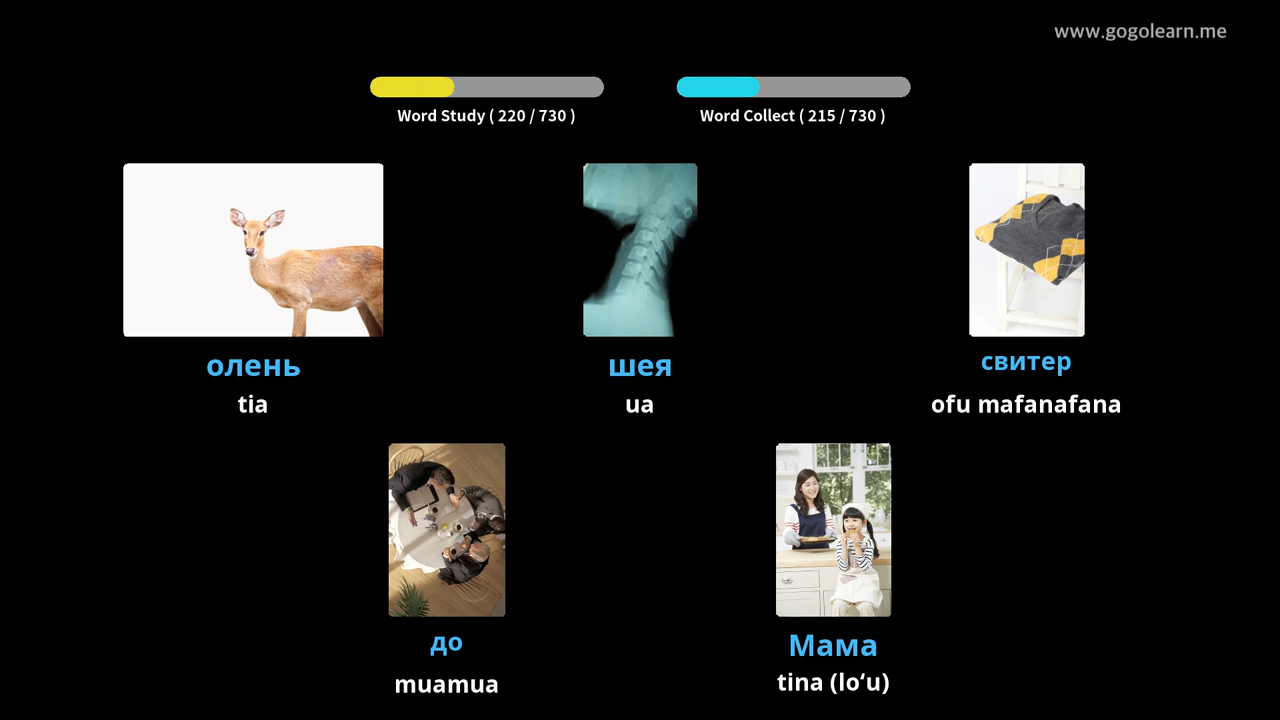 www.gogolearn.me
Word Study ( 220 / 730 )
Word Collect ( 215 / 730 )
олень
tia
шея
ua
свитер
ofu mafanafana
до
muamua
Мама
tina (loʻu)